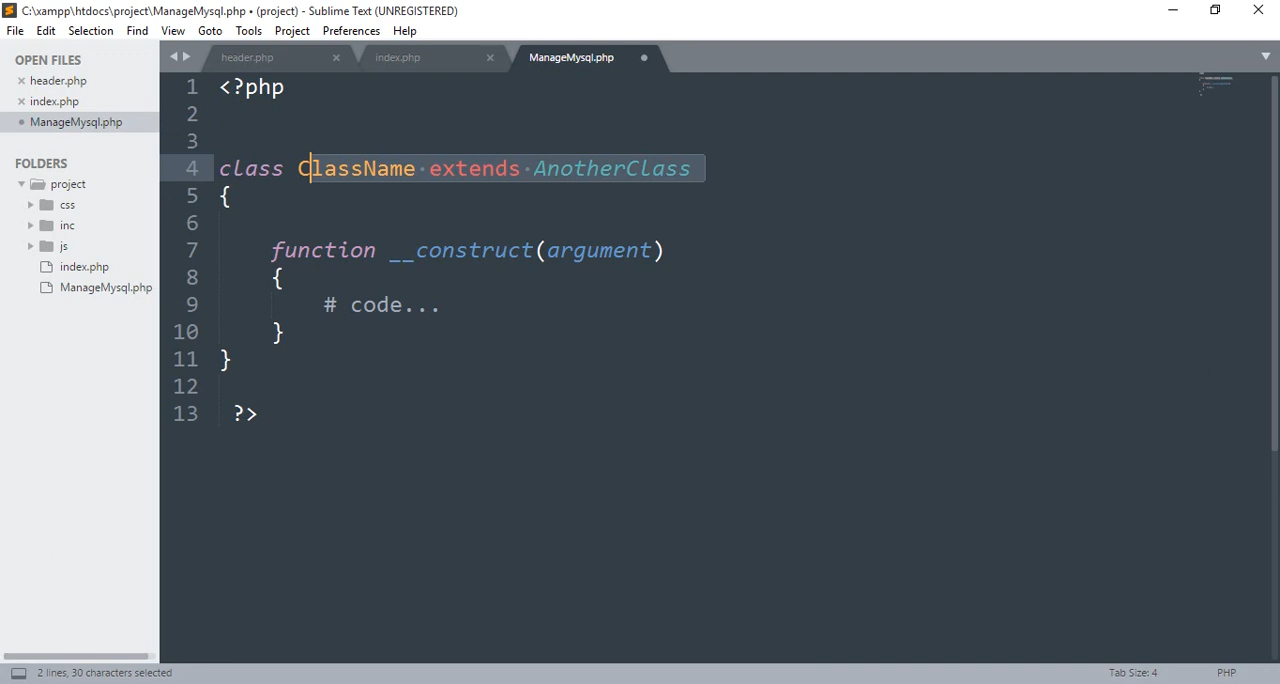 C:\xampp\htdocs\project\ManageMysql.php • (project) - Sublime Text (UNREGISTERED)
File Edit Selection Find View Goto Tools Project Preferences Help
OPEN FILES
header.php
index.php
ManageMysql.php
FOLDERS
project
css
inc
js
index.php
ManageMysql.php
header.php index.php ManageMysql.php
1 <?php
2
3
4 class ClassName extends AnotherClass
5 {
6
7 function __construct(argument)
8 {
9 # code...
10 }
11 }
12
13 ?>
2 lines, 30 characters selected Tab Size: 4 PHP